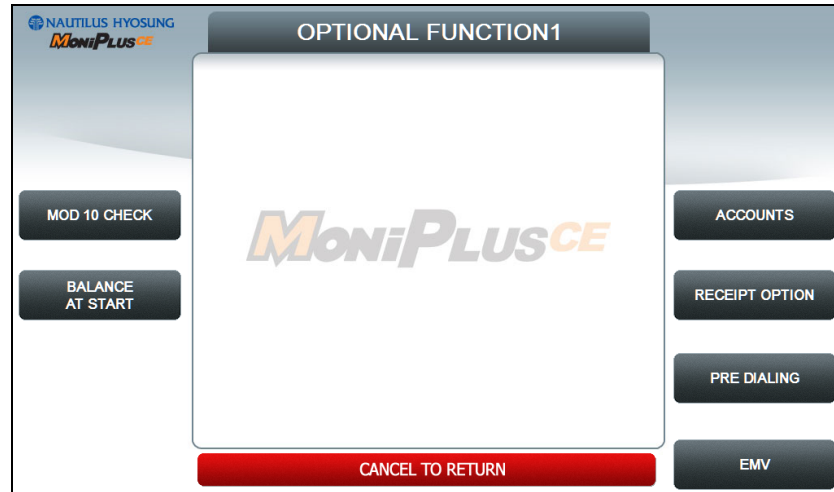 NAUTILUS HYOSUNG
MoniPlusCE
OPTIONAL FUNCTION1
MoniPlusCE
MOD 10 CHECK
ACCOUNTS
BALANCE
AT START
RECEIPT OPTION
PRE DIALING
CANCEL TO RETURN
EMV